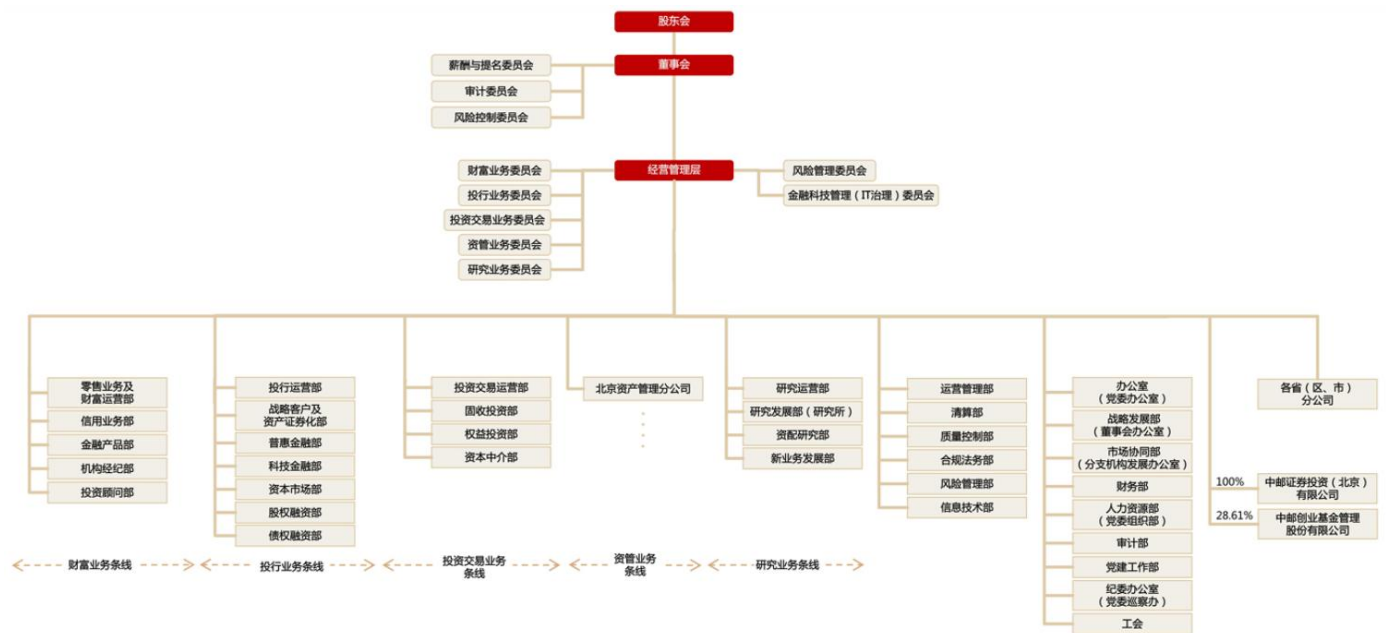 股东会
董事会
薪酬与提名委员会
审计委员会
风险控制委员会
经营管理层
财富业务委员会
投行业务委员会
投资交易业务委员会
资管业务委员会
研究业务委员会
风险管理委员会
金融科技管理（IT治理）委员会
零售业务及
财富运营部
信用业务部
金融产品部
机构经纪部
投资顾问部
投行运营部
战略客户及
资产证券化部
普惠金融部
科技金融部
资本市场部
股权融资部
债权融资部
投资交易运营部
固收投资部
权益投资部
资本中介部
北京资产管理分公司
研究运营部
研究发展部（研究所）
资配研究部
新业务发展部
运营管理部
清算部
质量控制部
合规法务部
风险管理部
信息技术部
办公室
（党委办公室）
战略发展部
（董事会办公室）
市场协同部
（分支机构发展办公室）
财务部
人力资源部
（党委组织部）
审计部
党建工作部
纪委办公室
（党委巡察办）
工会
各省（区、市）
分公司
100%
中邮证券投资（北京）
有限公司
28.61%
中邮创业基金管理
股份有限公司
财富业务条线
投行业务条线
投资交易业务
条线
资管业务
条线
研究业务条线